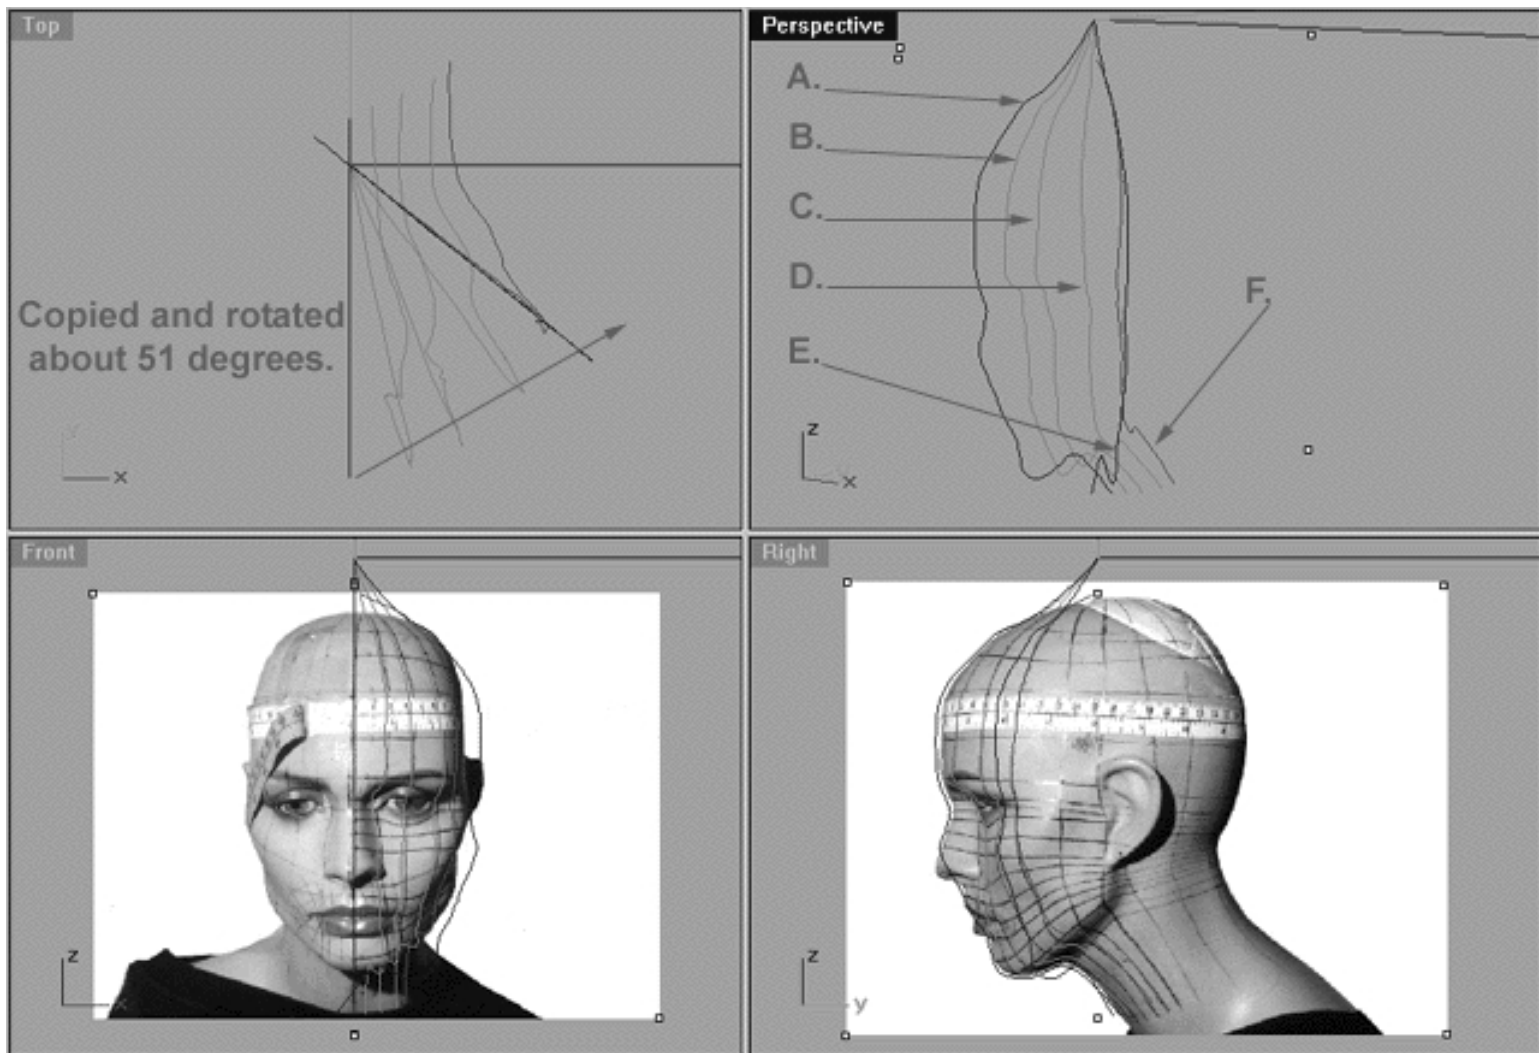 Top
Copied and rotated
about 51 degrees.
x
Perspective
A.
B.
C.
D.
E.
F.
z
x
Front
z
x
Right
z
y